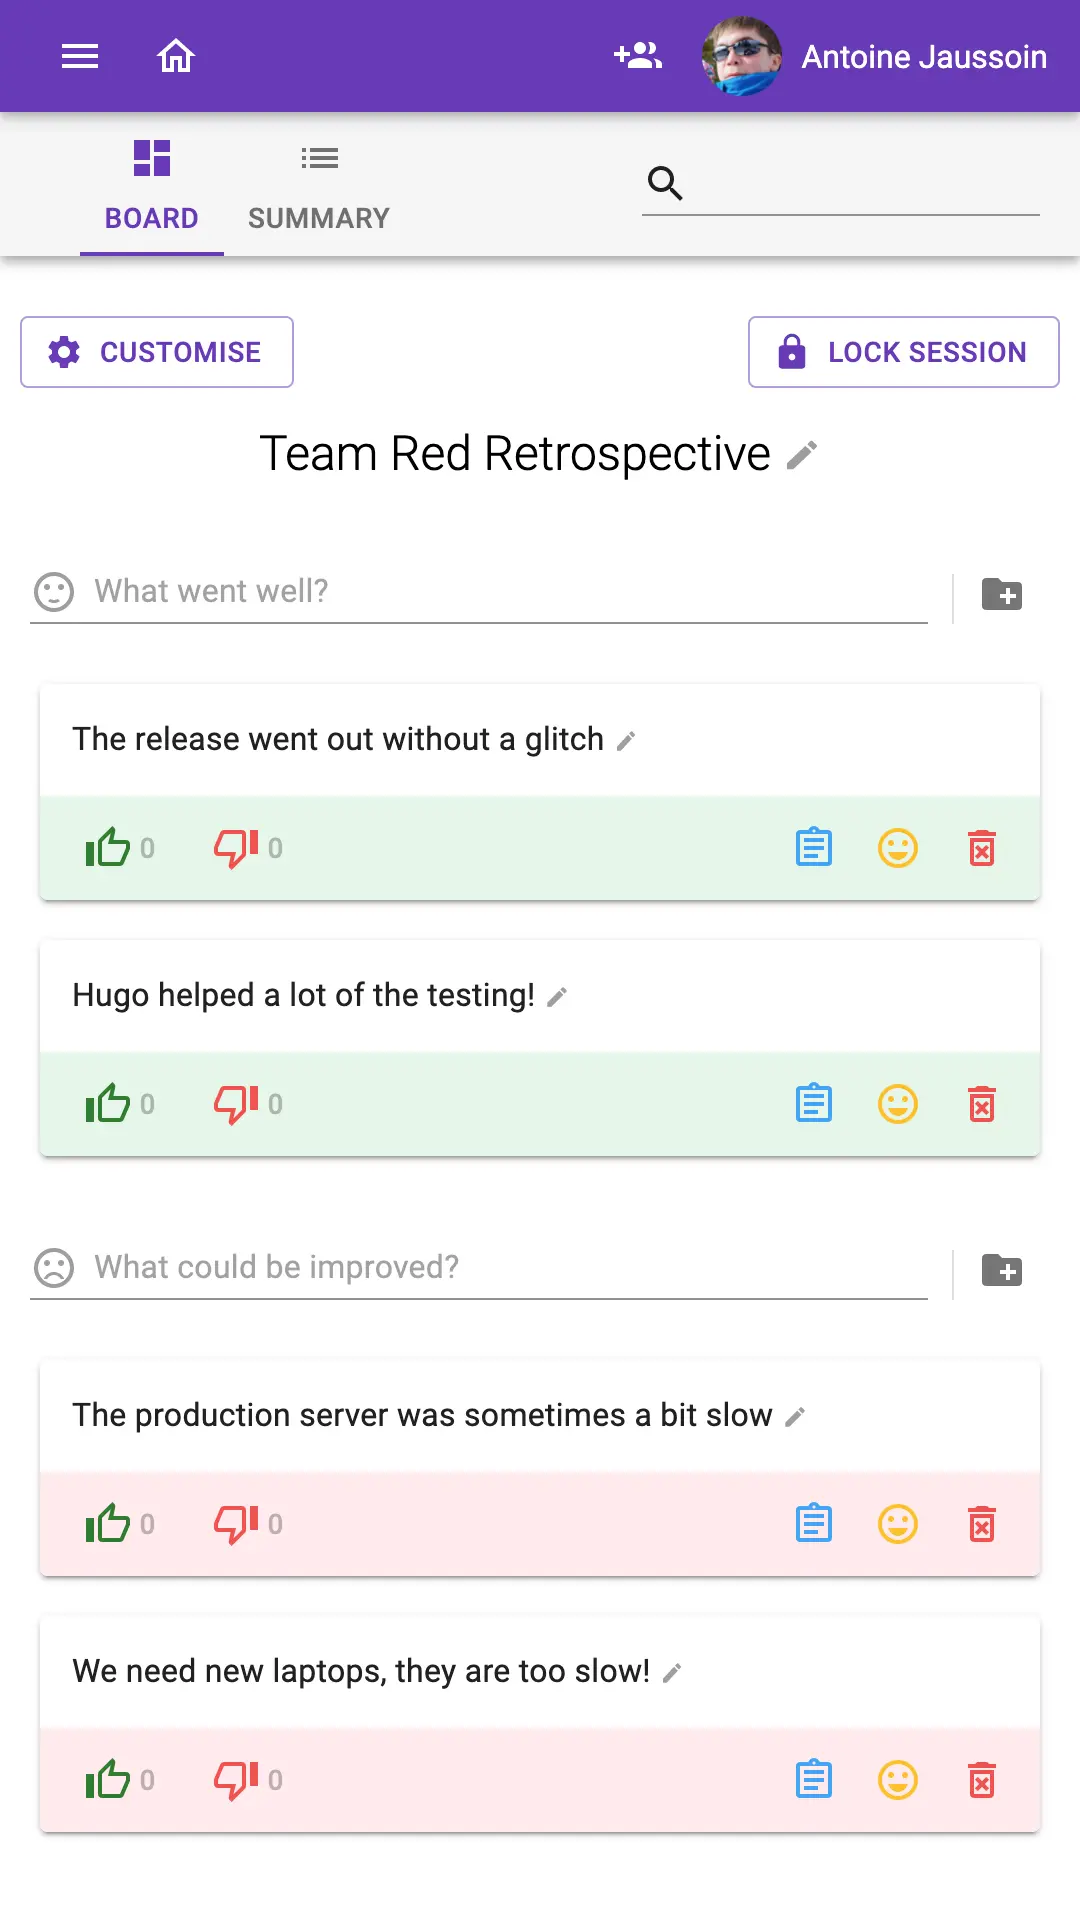 Antoine Jaussoin
BOARD
SUMMARY
CUSTOMISE
LOCK SESSION
Team Red Retrospective
What went well?
The release went out without a glitch
0
0
Hugo helped a lot of the testing!
0
0
What could be improved?
The production server was sometimes a bit slow
0
0
We need new laptops, they are too slow!
0
0